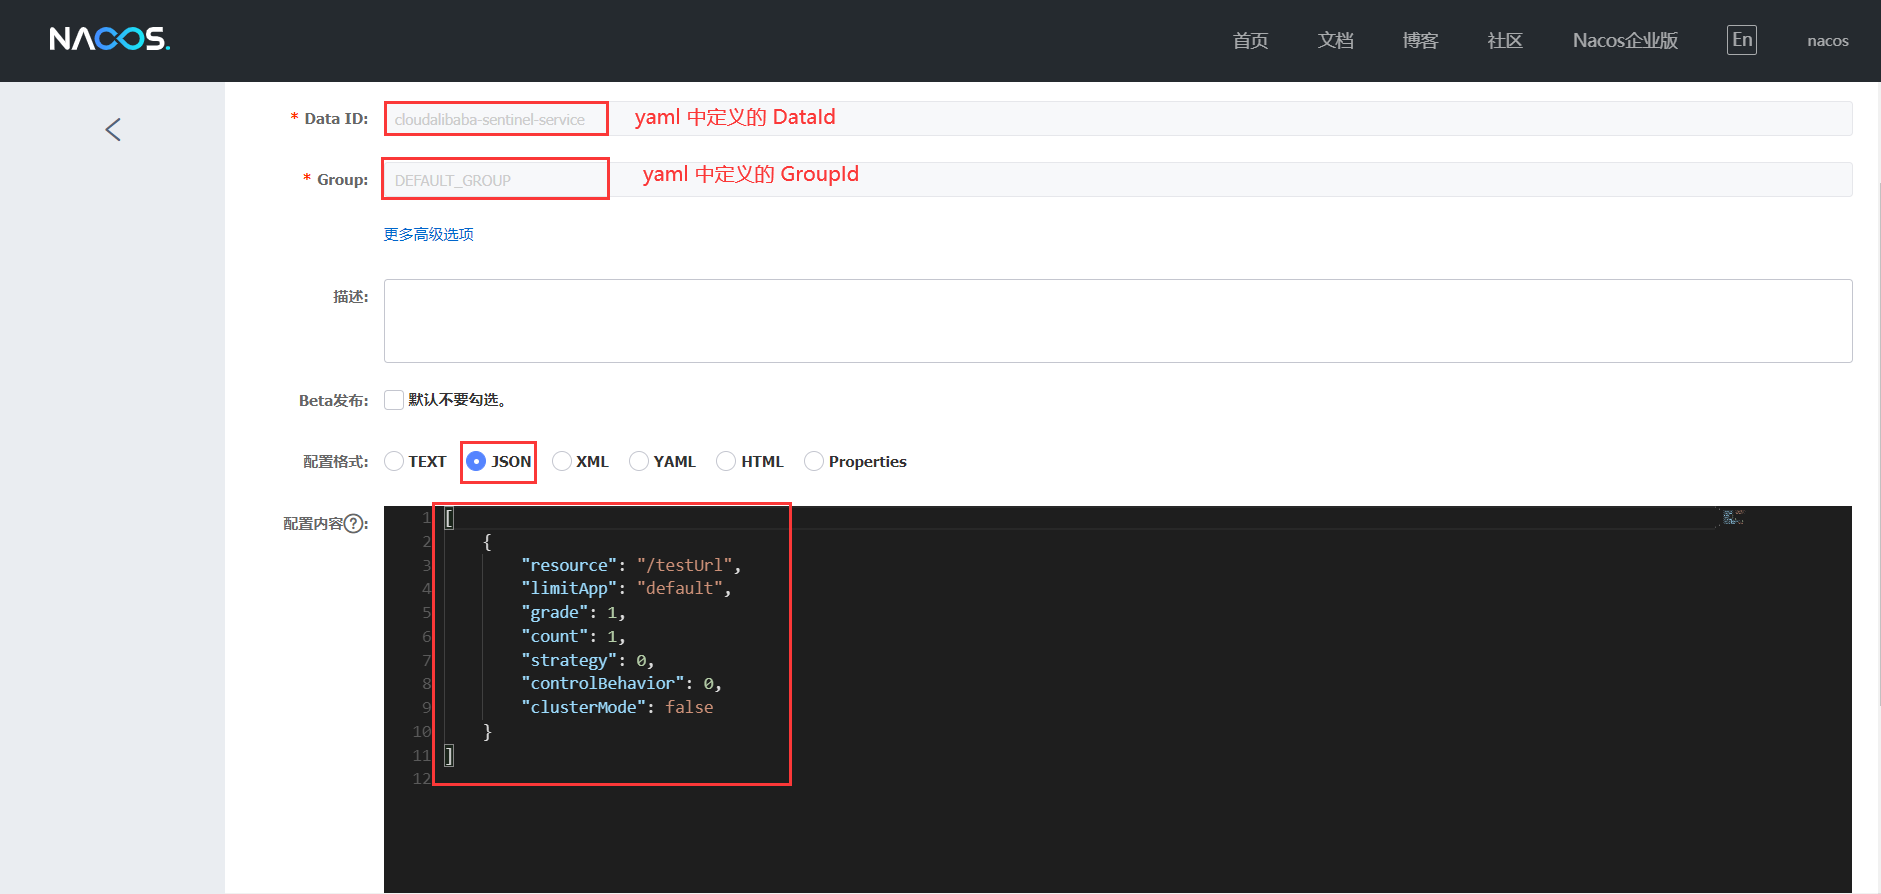 NACOS.
首页 文档 博客 社区 Nacos企业版 En nacos
* Data ID: cloudalibaba-sentinel-service yaml 中定义的 DataId
* Group: DEFAULT_GROUP yaml 中定义的 GroupId
更多高级选项
描述:
Beta发布: 默认不要勾选。
配置格式: TEXT JSON XML YAML HTML Properties
配置内容?:
1 [
2 {
3 "resource": "/testUrl",
4 "limitApp": "default",
5 "grade": 1,
6 "count": 1,
7 "strategy": 0,
8 "controlBehavior": 0,
9 "clusterMode": false
10 }
11 ]
12